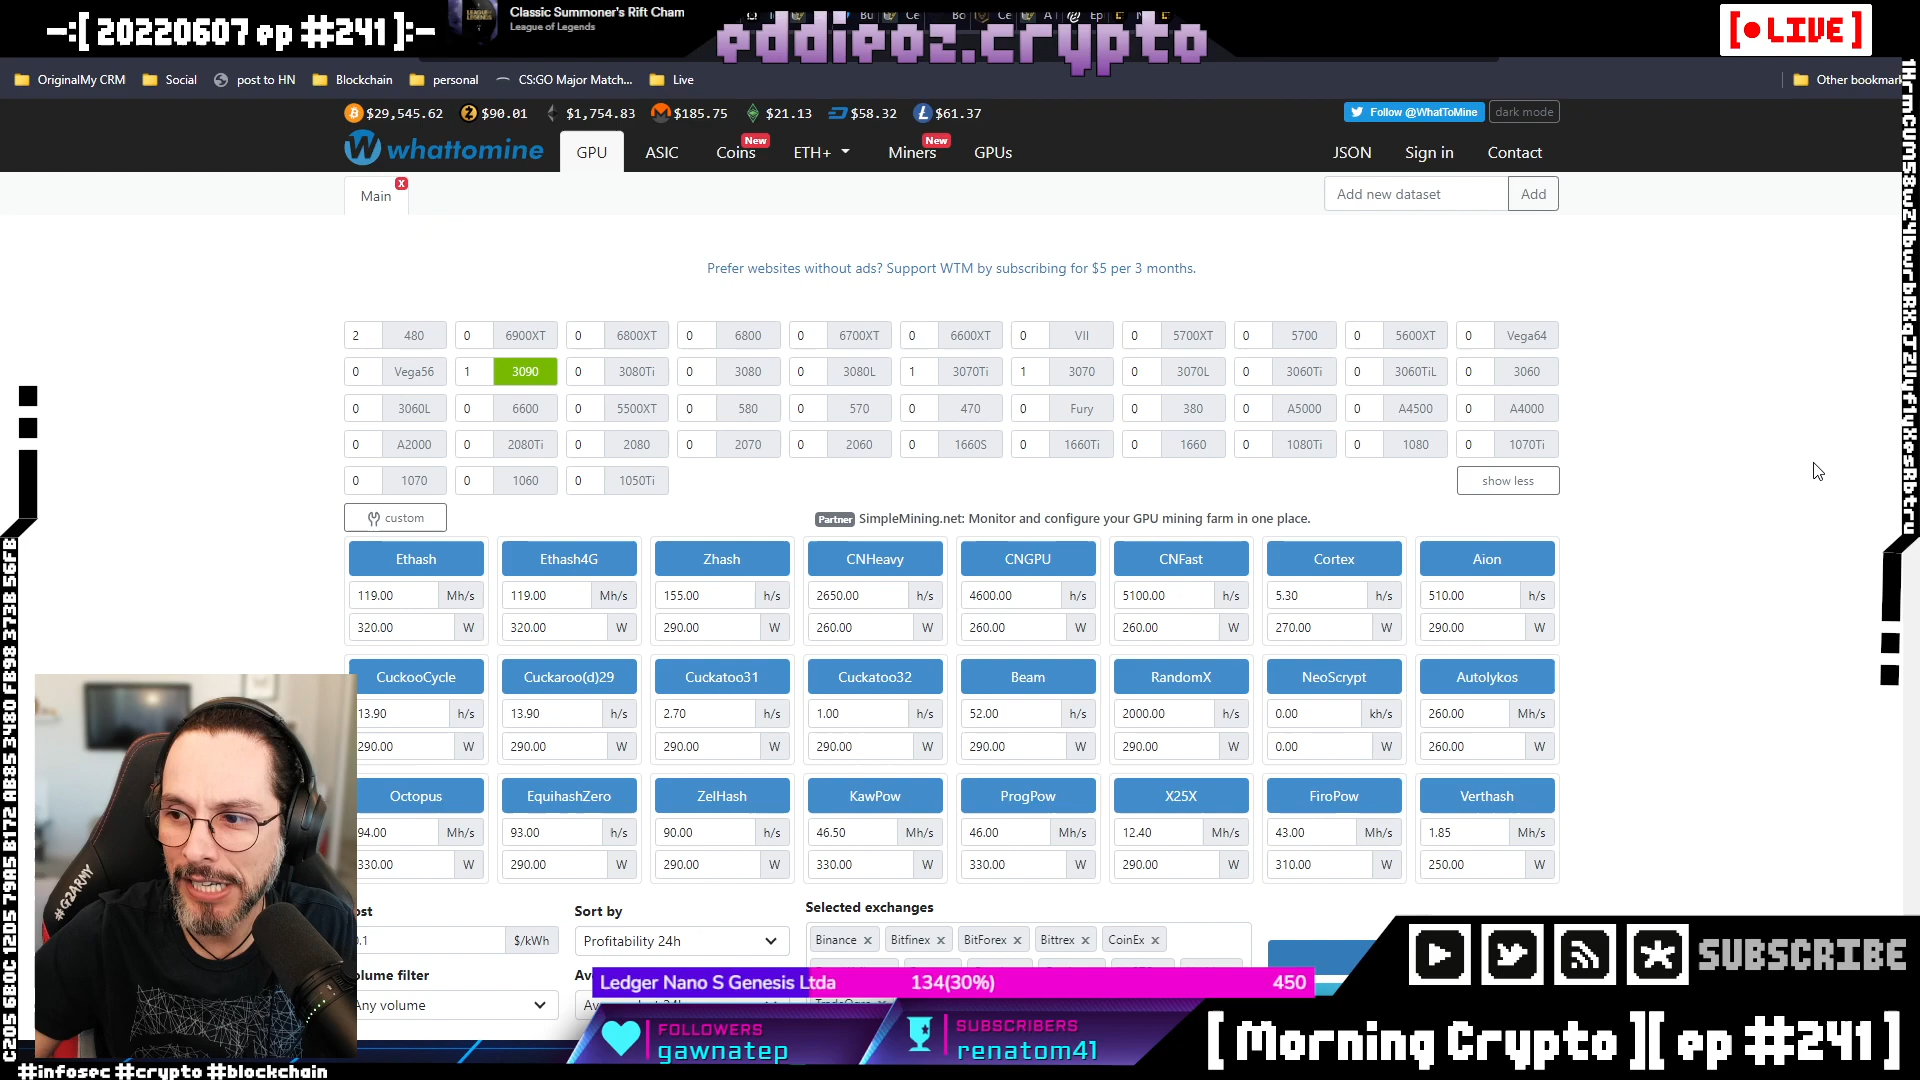 -:[ 20220607 ep #241 ]:-
Classic Summoner's Rift Cham
League of Legends
eddieoz.crypto
[ LIVE ]
OriginalMy CRM Social post to HN Blockchain personal CS:GO Major Match... Live Other bookmark
$29,545.62 $90.01 $1,754.83 $185.75 $21.13 $58.32 $61.37 Follow @WhatToMine dark mode
whattomine GPU ASIC Coins New ETH+ Miners New GPUs JSON Sign in Contact
Main x Add new dataset Add
Prefer websites without ads? Support WTM by subscribing for $5 per 3 months.
2 480 0 6900XT 0 6800XT 0 6800 0 6700XT 0 6600XT 0 VII 0 5700XT 0 5700 0 5600XT 0 Vega64
0 Vega56 1 3090 0 3080Ti 0 3080 0 3080L 1 3070Ti 1 3070 0 3070L 0 3060Ti 0 3060TiL 0 3060
0 3060L 0 6600 0 5500XT 0 580 0 570 0 470 0 Fury 0 380 0 A5000 0 A4500 0 A4000
0 A2000 0 2080Ti 0 2080 0 2070 0 2060 0 1660S 0 1660Ti 0 1660 0 1080Ti 0 1080 0 1070Ti
0 1070 0 1060 0 1050Ti show less
custom Partner SimpleMining.net: Monitor and configure your GPU mining farm in one place.
Ethash Ethash4G Zhash CNHeavy CNGPU CNFast Cortex Aion
119.00 Mh/s 119.00 Mh/s 155.00 h/s 2650.00 h/s 4600.00 h/s 5100.00 h/s 5.30 h/s 510.00 h/s
320.00 W 320.00 W 290.00 W 260.00 W 260.00 W 260.00 W 270.00 W 290.00 W
CuckooCycle Cuckaroo(d)29 Cuckatoo31 Cuckatoo32 Beam RandomX NeoScrypt Autolykos
13.90 h/s 13.90 h/s 2.70 h/s 1.00 h/s 52.00 h/s 2000.00 h/s 0.00 kh/s 260.00 Mh/s
290.00 W 290.00 W 290.00 W 290.00 W 290.00 W 290.00 W 0.00 W 260.00 W
Octopus EquihashZero ZelHash KawPow ProgPow X25X FiroPow Verthash
94.00 Mh/s 93.00 h/s 90.00 h/s 46.50 Mh/s 46.00 Mh/s 12.40 Mh/s 43.00 Mh/s 1.85 Mh/s
330.00 W 290.00 W 290.00 W 330.00 W 330.00 W 290.00 W 310.00 W 250.00 W
ost Sort by Selected exchanges
0.1 $/kWh Profitability 24h Binance x Bitfinex x BitForex x Bittrex x CoinEx x
olume filter
Any volume
#G2ARMY
Ledger Nano S Genesis Ltda 134(30%) 450
FOLLOWERS
gawnatep
SUBSCRIBERS
renatom41
SUBSCRIBE
[ Morning Crypto ][ ep #241 ]
#infosec #crypto #blockchain